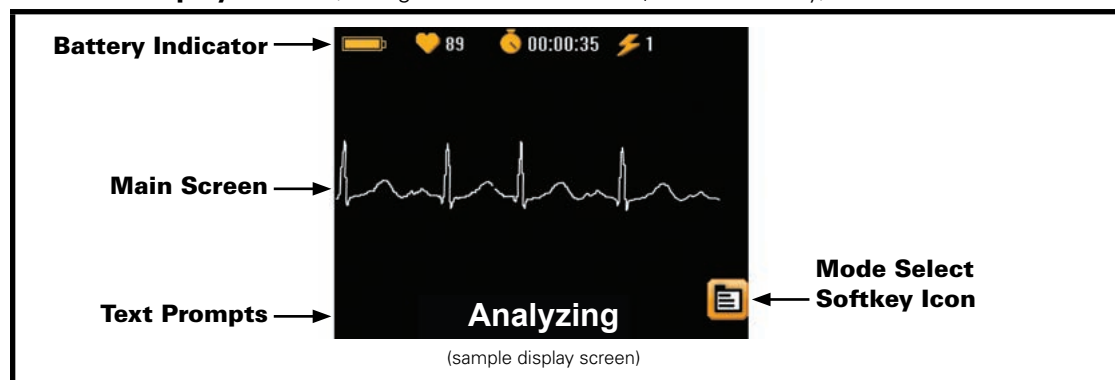 Battery Indicator
89 00:00:35 1
Main Screen
Mode Select
Softkey Icon
Text Prompts
Analyzing
(sample display screen)